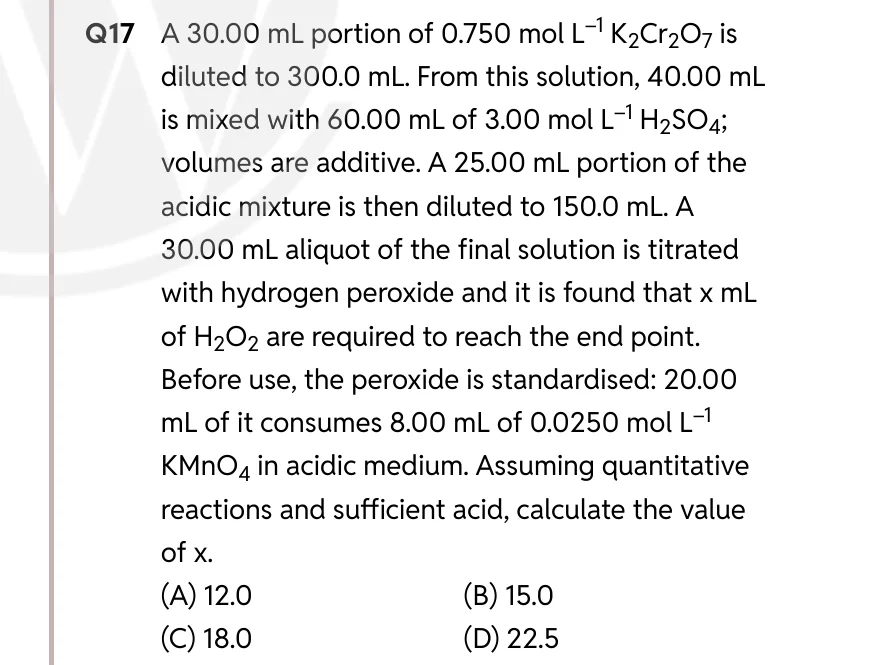 Q17 A 30.00 mL portion of 0.750 mol L⁻¹ K₂Cr₂O₇ is
diluted to 300.0 mL. From this solution, 40.00 mL
is mixed with 60.00 mL of 3.00 mol L⁻¹ H₂SO₄;
volumes are additive. A 25.00 mL portion of the
acidic mixture is then diluted to 150.0 mL. A
30.00 mL aliquot of the final solution is titrated
with hydrogen peroxide and it is found that x mL
of H₂O₂ are required to reach the end point.
Before use, the peroxide is standardised: 20.00
mL of it consumes 8.00 mL of 0.0250 mol L⁻¹
KMnO₄ in acidic medium. Assuming quantitative
reactions and sufficient acid, calculate the value
of x.
(A) 12.0 (B) 15.0
(C) 18.0 (D) 22.5